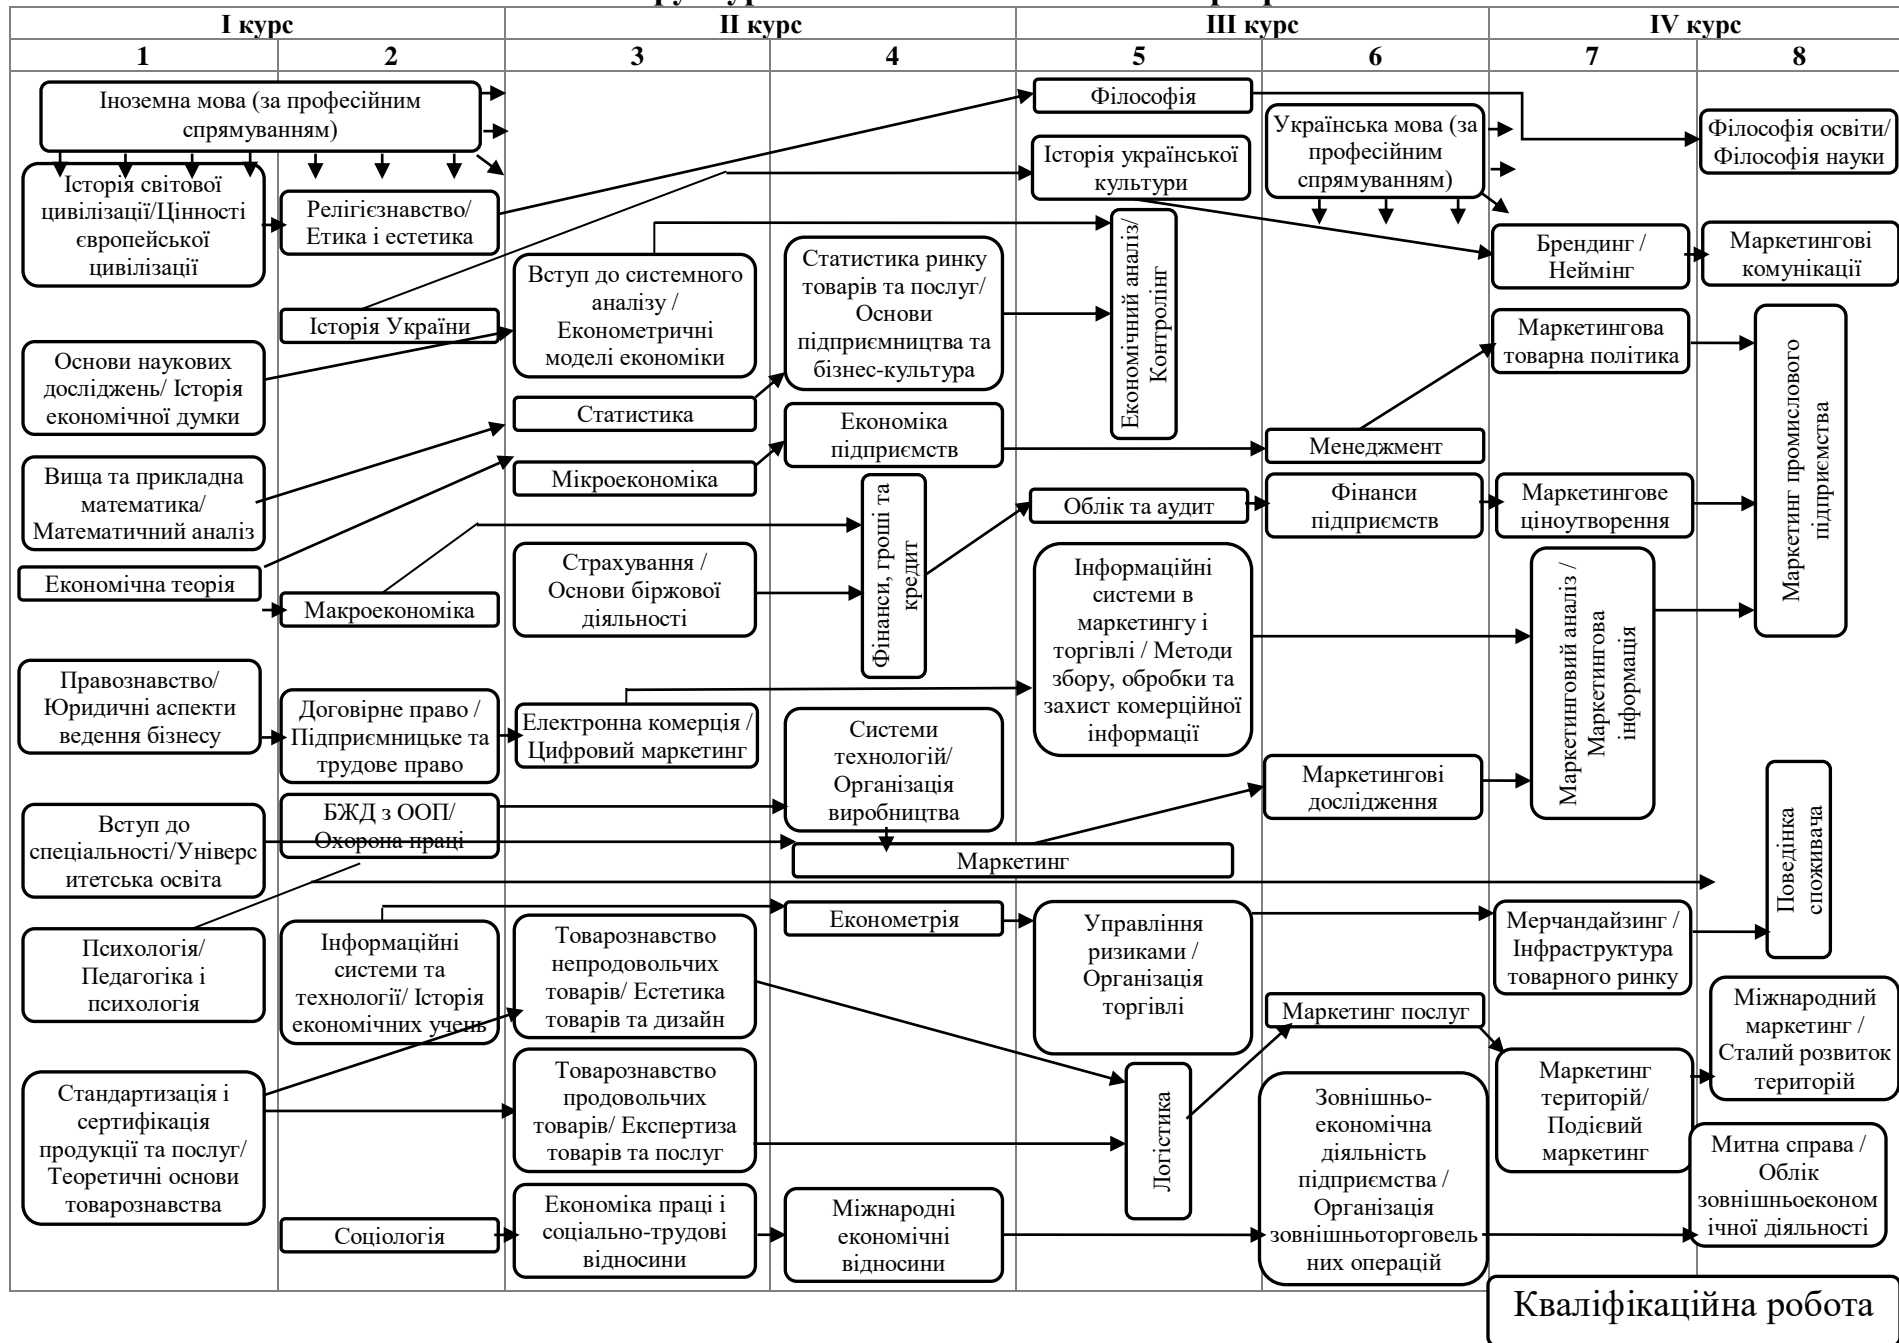 I курс
II курс
III курс
IV курс
1
2
3
4
5
6
7
8
Іноземна мова (за професійним
спрямуванням)
Історія світової
цивілізації/Цінності
європейської
цивілізації
Основи наукових
досліджень/ Історія
економічної думки
Вища та прикладна
математика/
Математичний аналіз
Економічна теорія
Правознавство/
Юридичні аспекти
ведення бізнесу
Вступ до
спеціальності/Універс
итетська освіта
Психологія/
Педагогіка і
психологія
Стандартизація і
сертифікація
продукції та послуг/
Теоретичні основи
товарознавства
Релігієзнавство/
Етика і естетика
Історія України
Макроекономіка
Договірне право /
Підприємницьке та
трудове право
БЖД з ООП/
Охорона праці
Інформаційні
системи та
технології/ Історія
економічних учень
Соціологія
Вступ до системного
аналізу /
Економетричні
моделі економіки
Статистика
Мікроекономіка
Страхування /
Основи біржової
діяльності
Електронна комерція /
Цифровий маркетинг
Товарознавство
непродовольчих
товарів/ Естетика
товарів та дизайн
Товарознавство
продовольчих
товарів/ Експертиза
товарів та послуг
Економіка праці і
соціально-трудові
відносини
Статистика ринку
товарів та послуг/
Основи
підприємництва та
бізнес-культура
Економіка
підприємств
Фінанси, гроші та
кредит
Системи
технологій/
Організація
виробництва
Маркетинг
Економетрія
Міжнародні
економічні
відносини
Філософія
Історія української
культури
Економічний аналіз/
Контролінг
Облік та аудит
Інформаційні
системи в
маркетингу і
торгівлі / Методи
збору, обробки та
захист комерційної
інформації
Управління
ризиками /
Організація
торгівлі
Логістика
Українська мова (за
професійним
спрямуванням)
Менеджмент
Фінанси
підприємств
Маркетингові
дослідження
Маркетинг послуг
Зовнішньо-
економічна
діяльність
підприємства /
Організація
зовнішньоторговель
них операцій
Брендинг /
Неймінг
Маркетингова
товарна політика
Маркетингове
ціноутворення
Маркетинговий аналіз /
Маркетингова
інформація
Мерчандайзинг /
Інфраструктура
товарного ринку
Маркетинг
територій/
Подієвий
маркетинг
Філософія освіти/
Філософія науки
Маркетингові
комунікації
Маркетинг промислового
підприємства
Поведінка
споживача
Міжнародний
маркетинг /
Сталий розвиток
територій
Митна справа /
Облік
зовнішньоеконом
ічної діяльності
Кваліфікаційна робота